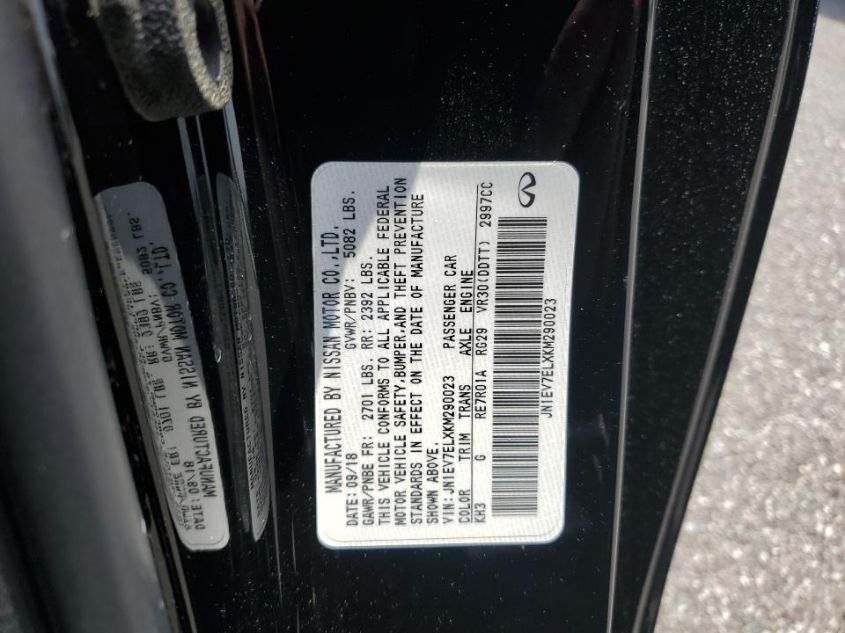 MANUFACTURED BY NISSAN MOTOR CO.,LTD.
DATE: 09/18 GVWR/PNBV: 5082 LBS.
GAWR/PNBE FR: 2701 LBS. RR: 2392 LBS.
THIS VEHICLE CONFORMS TO ALL APPLICABLE FEDERAL
MOTOR VEHICLE SAFETY,BUMPER,AND THEFT PREVENTION
STANDARDS IN EFFECT ON THE DATE OF MANUFACTURE
SHOWN ABOVE.
VIN:JN1EV7ELXKM290023 PASSENGER CAR
COLOR TRIM TRANS AXLE ENGINE
KH3 G RE7R01A RG29 VR30(DDTT) 2997CC
JN1EV7ELXKM290023